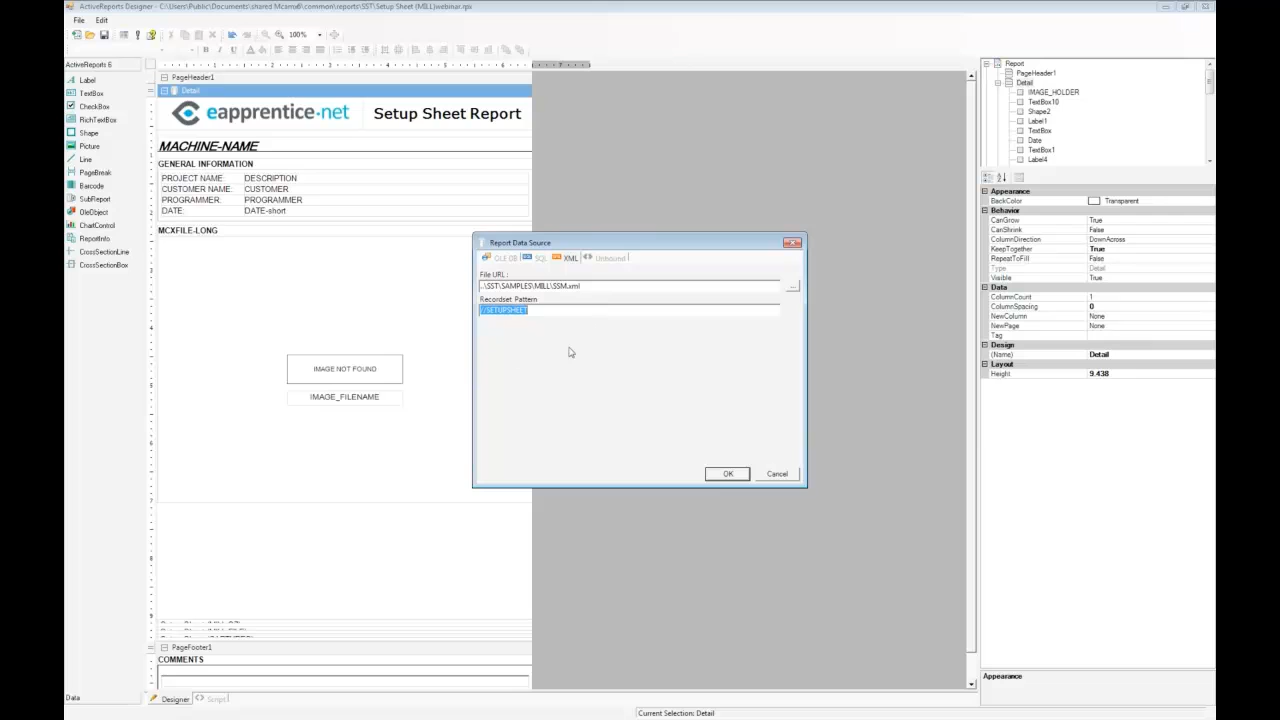 ActiveReports Designer - C:\Users\Public\Documents\shared Mcamx6\common\reports\SST\Setup Sheet (MILL)webinar.rpx
File Edit
100%
ActiveReports 6
Label
TextBox
CheckBox
RichTextBox
Shape
Picture
Line
PageBreak
Barcode
SubReport
OleObject
ChartControl
ReportInfo
CrossSectionLine
CrossSectionBox
Data
PageHeader1
Detail
eapprentice.net
Setup Sheet Report
MACHINE-NAME
GENERAL INFORMATION
PROJECT NAME: DESCRIPTION
CUSTOMER NAME: CUSTOMER
PROGRAMMER: PROGRAMMER
DATE: DATE-short
MCXFILE-LONG
IMAGE NOT FOUND
IMAGE_FILENAME
PageFooter1
COMMENTS
Designer Script
Report Data Source
OLE DB SQL XML Unbound
File URL :
..\SST\SAMPLES\MILL\SSM.xml
...
Recordset Pattern
//SETUPSHEET
OK Cancel
Report
PageHeader1
Detail
IMAGE_HOLDER
TextBox10
Shape2
Label1
TextBox
Date
TextBox1
Label4
Appearance
BackColor Transparent
Behavior
CanGrow True
CanShrink False
ColumnDirection DownAcross
KeepTogether True
RepeatToFill False
Type Detail
Visible True
Data
ColumnCount 1
ColumnSpacing 0
NewColumn None
NewPage None
Tag
Design
(Name) Detail
Layout
Height 9.438
Appearance
Current Selection: Detail